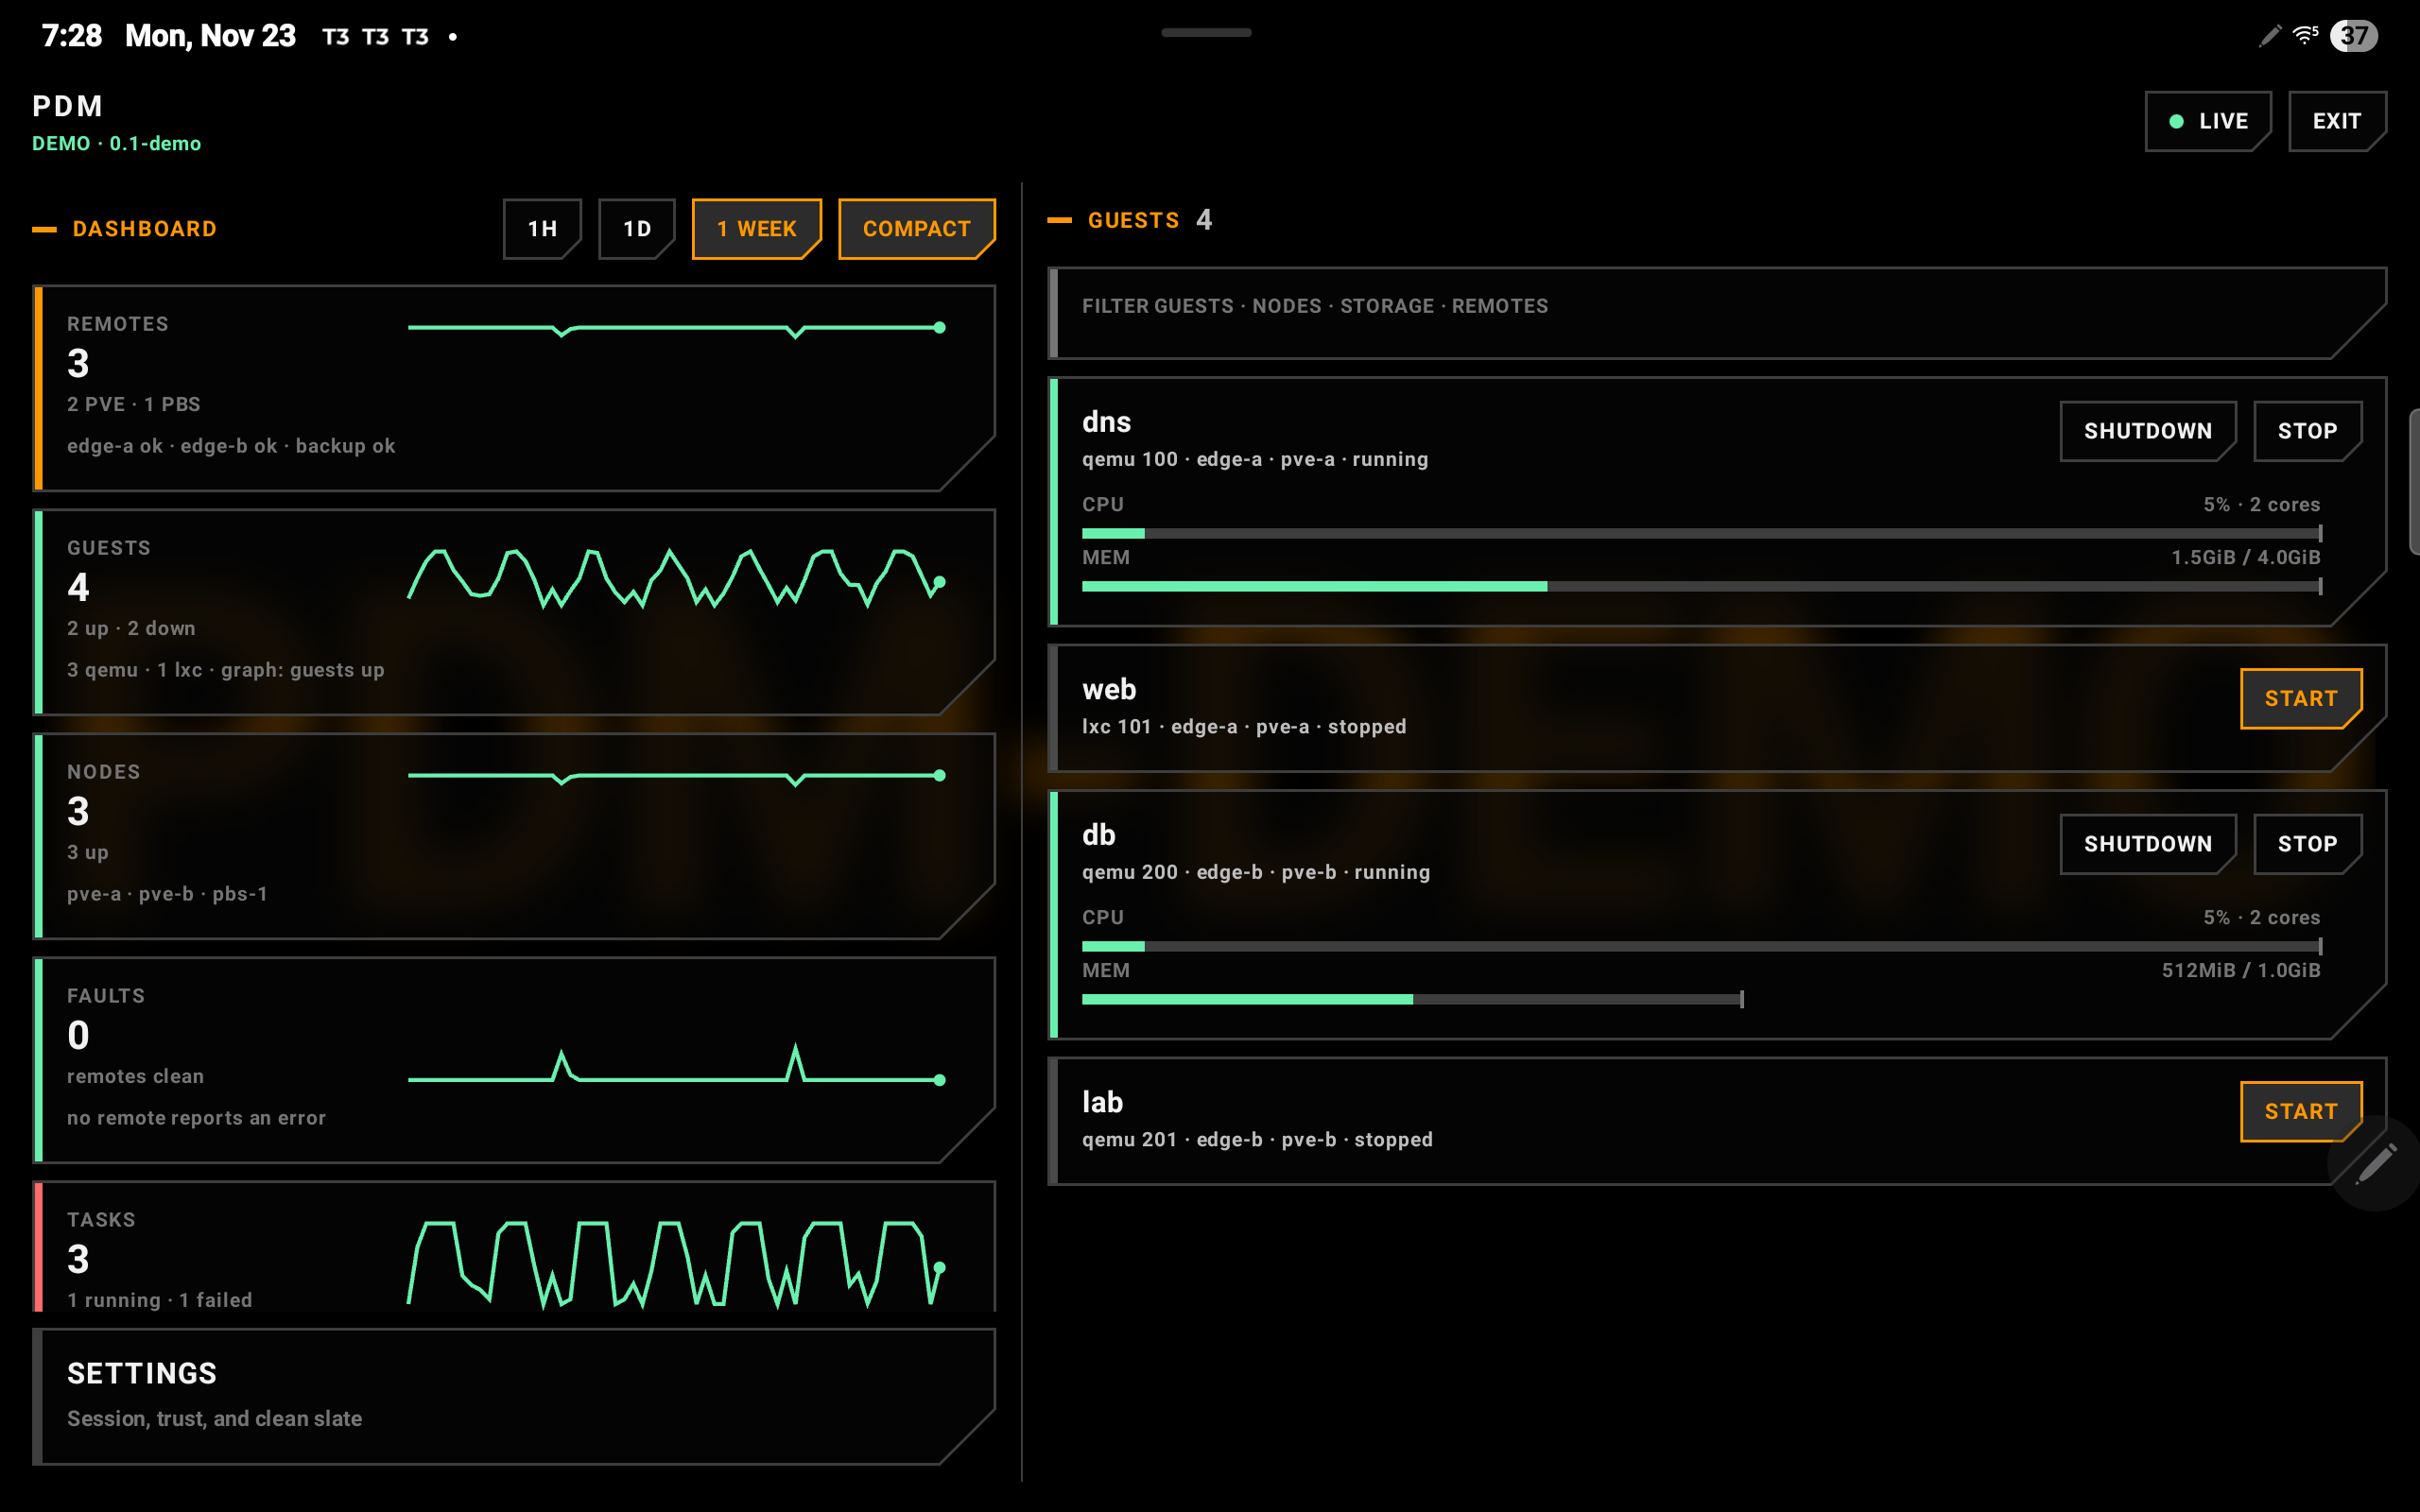 7:28 Mon, Nov 23 T3 T3 T3 •
37
PDM
DEMO · 0.1-demo
LIVE
EXIT
DASHBOARD
1H
1D
1 WEEK
COMPACT
REMOTES
3
2 PVE · 1 PBS
edge-a ok · edge-b ok · backup ok
GUESTS
4
2 up · 2 down
3 qemu · 1 lxc · graph: guests up
NODES
3
3 up
pve-a · pve-b · pbs-1
FAULTS
0
remotes clean
no remote reports an error
TASKS
3
1 running · 1 failed
SETTINGS
Session, trust, and clean slate
GUESTS 4
FILTER GUESTS · NODES · STORAGE · REMOTES
dns
qemu 100 · edge-a · pve-a · running
SHUTDOWN
STOP
CPU 5% · 2 cores
MEM 1.5GiB / 4.0GiB
web
lxc 101 · edge-a · pve-a · stopped
START
db
qemu 200 · edge-b · pve-b · running
SHUTDOWN
STOP
CPU 5% · 2 cores
MEM 512MiB / 1.0GiB
lab
qemu 201 · edge-b · pve-b · stopped
START
PDM-DEMO